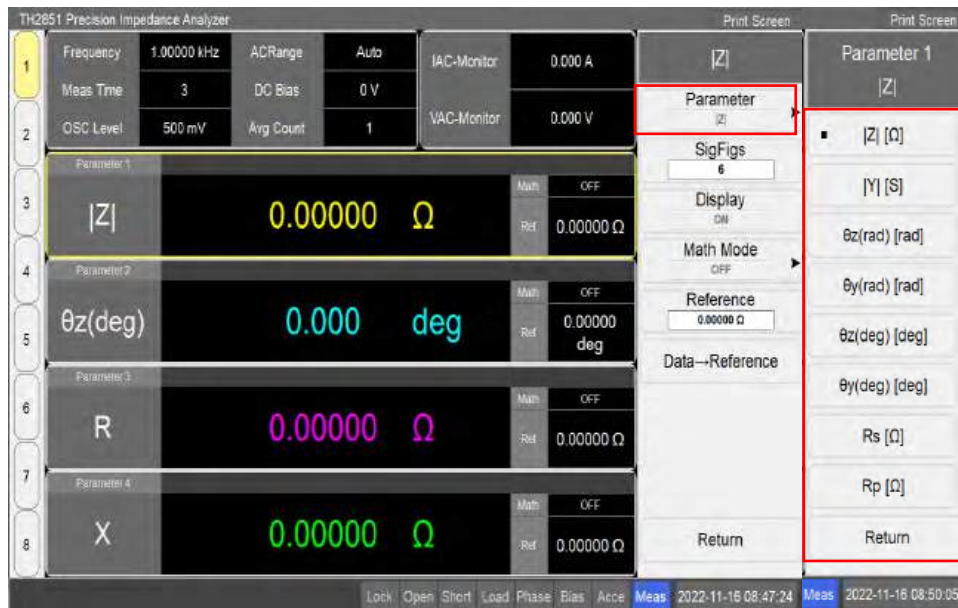 TH2851 Precision Impedance Analyzer
Print Screen
Print Screen
1
2
3
4
5
6
7
8
Frequency 1.00000 kHz ACRange Auto
Meas Tme 3 DC Bias 0 V
OSC Level 500 mV Avg Count 1
IAC-Monitor 0.000 A
VAC-Monitor 0.000 V
Parameter 1
|Z| 0.00000 Ω
Math OFF
Ref 0.00000 Ω
Parameter 2
θz(deg) 0.000 deg
Math OFF
Ref 0.00000
deg
Parameter 3
R 0.00000 Ω
Math OFF
Ref 0.00000 Ω
Parameter 4
X 0.00000 Ω
Math OFF
Ref 0.00000 Ω
|Z|
Parameter
|Z|
SigFigs
6
Display
ON
Math Mode
OFF
Reference
0.00000 Ω
Data→Reference
Return
Parameter 1
|Z|
|Z| [Ω]
|Y| [S]
θz(rad) [rad]
θy(rad) [rad]
θz(deg) [deg]
θy(deg) [deg]
Rs [Ω]
Rp [Ω]
Return
Lock Open Short Load Phase Bias Acce Meas 2022-11-16 08:47:24
Meas 2022-11-16 08:50:05